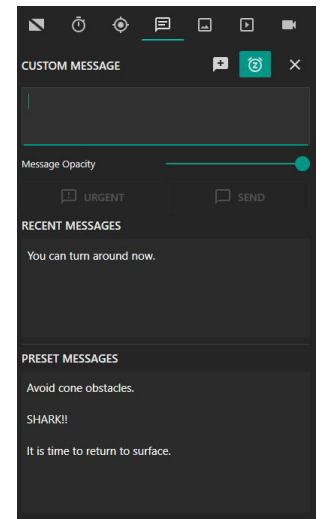 CUSTOM MESSAGE
Message Opacity
URGENT
SEND
RECENT MESSAGES
You can turn around now.
PRESET MESSAGES
Avoid cone obstacles.
SHARK!!
It is time to return to surface.